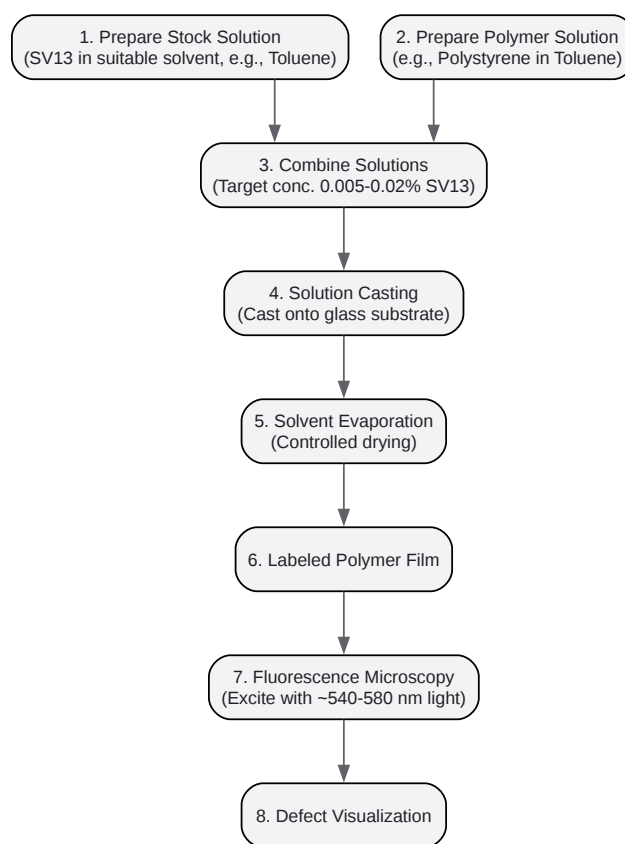 1. Prepare Stock Solution
(SV13 in suitable solvent, e.g., Toluene)
2. Prepare Polymer Solution
(e.g., Polystyrene in Toluene)
3. Combine Solutions
(Target conc. 0.005-0.02% SV13)
4. Solution Casting
(Cast onto glass substrate)
5. Solvent Evaporation
(Controlled drying)
6. Labeled Polymer Film
7. Fluorescence Microscopy
(Excite with ~540-580 nm light)
8. Defect Visualization